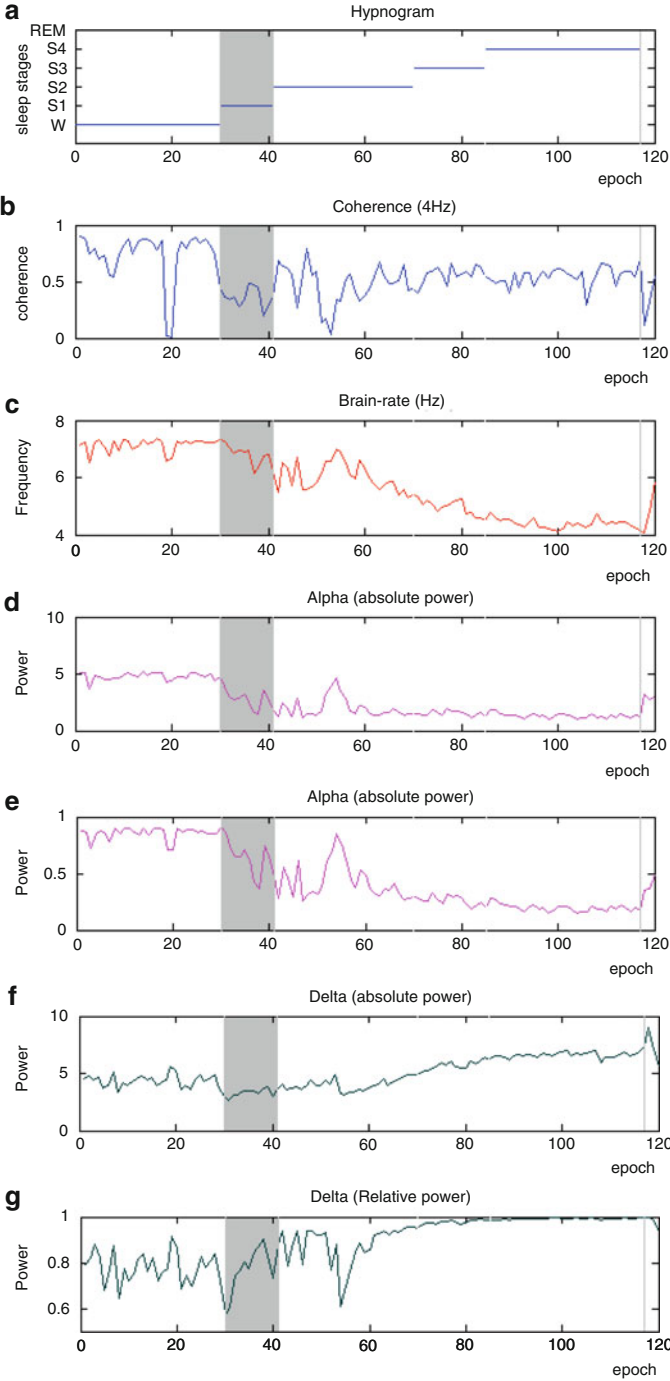 a
Hypnogram
sleep stages
REM
S4
S3
S2
S1
W
0 20 40 60 80 100 120
epoch
b
Coherence (4Hz)
coherence
1
0.5
0
0 20 40 60 80 100 120
epoch
c
Brain-rate (Hz)
Frequency
8
6
4
0 20 40 60 80 100 120
epoch
d
Alpha (absolute power)
Power
10
5
0
0 20 40 60 80 100 120
epoch
e
Alpha (absolute power)
Power
1
0.5
0
0 20 40 60 80 100 120
epoch
f
Delta (absolute power)
Power
10
5
0
0 20 40 60 80 100 120
epoch
g
Delta (Relative power)
Power
1
0.8
0.6
0 20 40 60 80 100 120
epoch